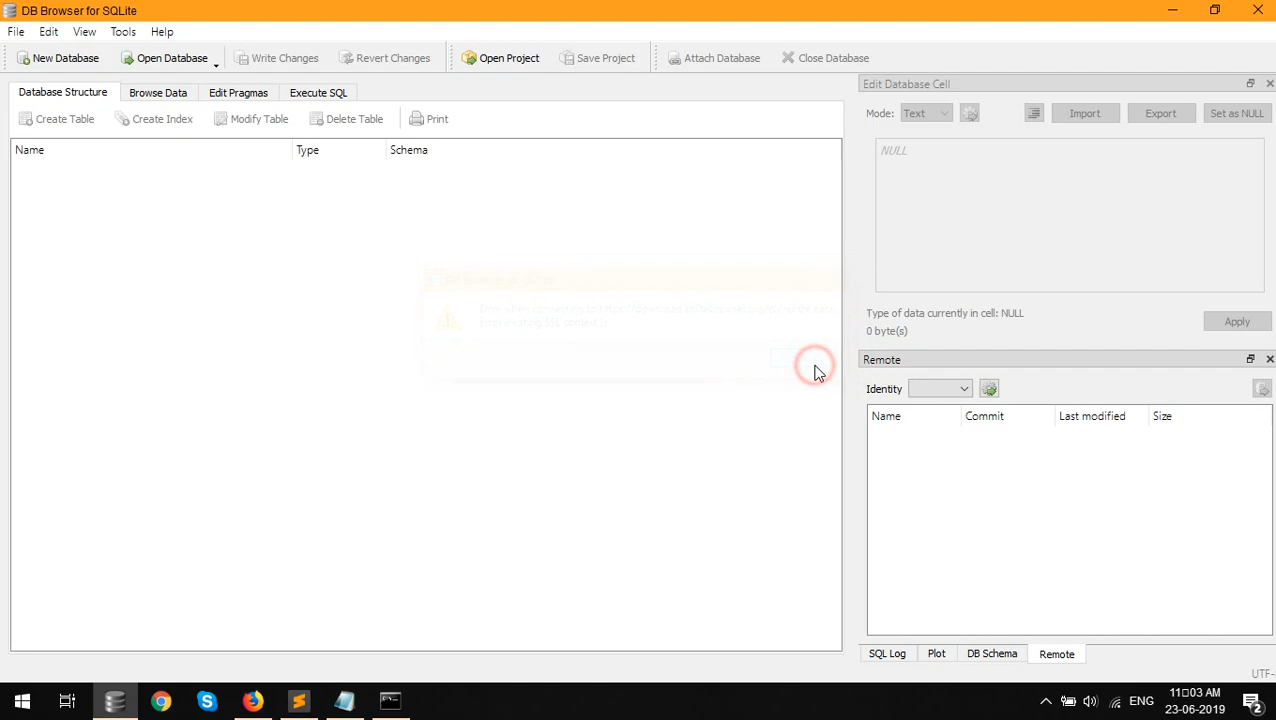 DB Browser for SQLite
File Edit View Tools Help
New Database Open Database Write Changes Revert Changes Open Project Save Project Attach Database Close Database
Database Structure Browse Data Edit Pragmas Execute SQL
Create Table Create Index Modify Table Delete Table Print
Name Type Schema
Edit Database Cell
Mode: Text Import Export Set as NULL
NULL
Type of data currently in cell: NULL
0 byte(s)
Apply
Remote
Identity
Name Commit Last modified Size
SQL Log Plot DB Schema Remote
UTF-
ENG
11 03 AM
23-06-2019
2